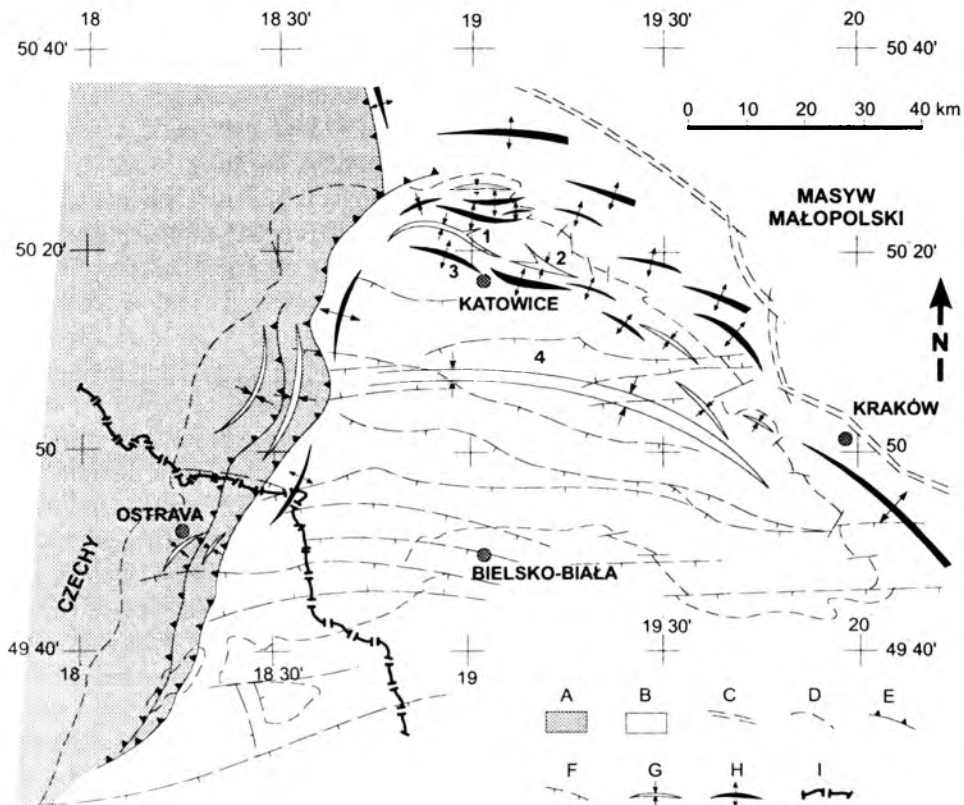 18
18 30'
19
19 30'
20
50 40'
50 40'
0 10 20 30 40 km
MASYW
MAŁOPOLSKI
50 20'
50 20'
1
2
3
KATOWICE
N
4
KRAKÓW
50
50
OSTRAVA
CZECHY
BIELSKO-BIAŁA
49 40'
18
18 30'
19
19 30'
20
49 40'
A B C D E
F G H I